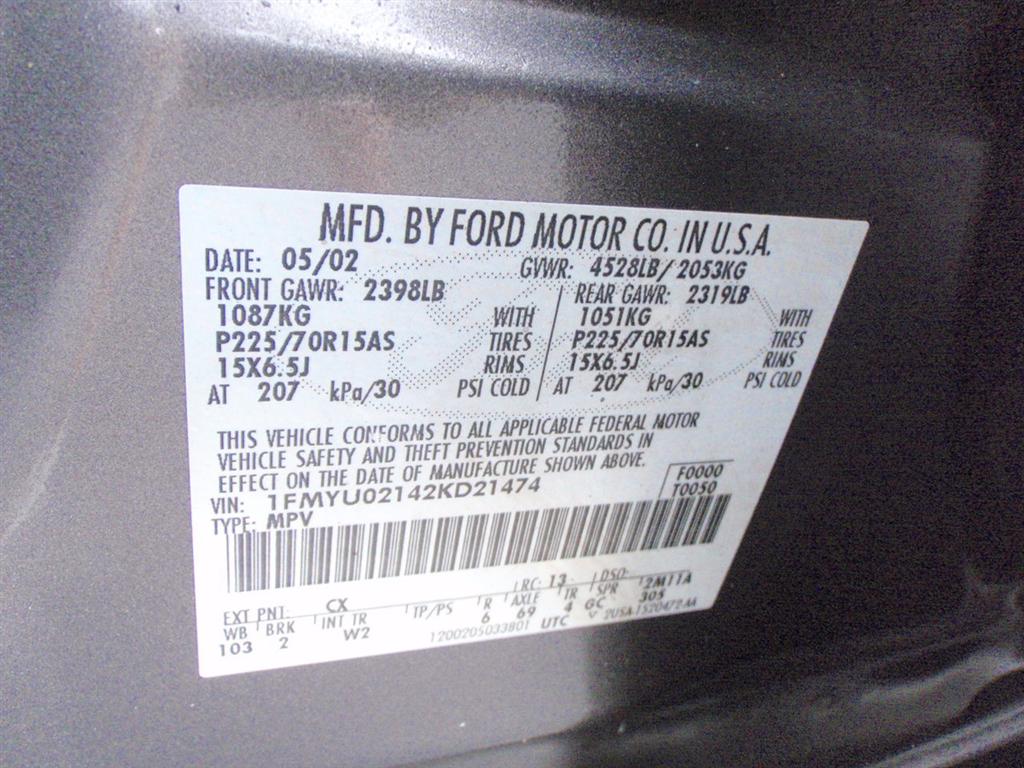 MFD. BY FORD MOTOR CO. IN U.S.A.
DATE: 05/02 GVWR: 4528LB/2053KG
FRONT GAWR: 2398LB REAR GAWR: 2319LB
1087KG WITH 1051KG WITH
P225/70R15AS TIRES P225/70R15AS TIRES
15X6.5J RIMS 15X6.5J RIMS
AT 207 kPa/30 PSI COLD AT 207 kPa/30 PSI COLD
THIS VEHICLE CONFORMS TO ALL APPLICABLE FEDERAL MOTOR
VEHICLE SAFETY AND THEFT PREVENTION STANDARDS IN
EFFECT ON THE DATE OF MANUFACTURE SHOWN ABOVE.
F0000
VIN: 1FMYU02142KD21474 T0050
TYPE: MPV
EXT PNT: CX RC: 13 DSO:
WB BRK INT TR TP/PS R AXLE TR SPR 2M11A
103 2 W2 6 69 4 GC 305
1200205033801 UTC V 2USA-1520472-AA